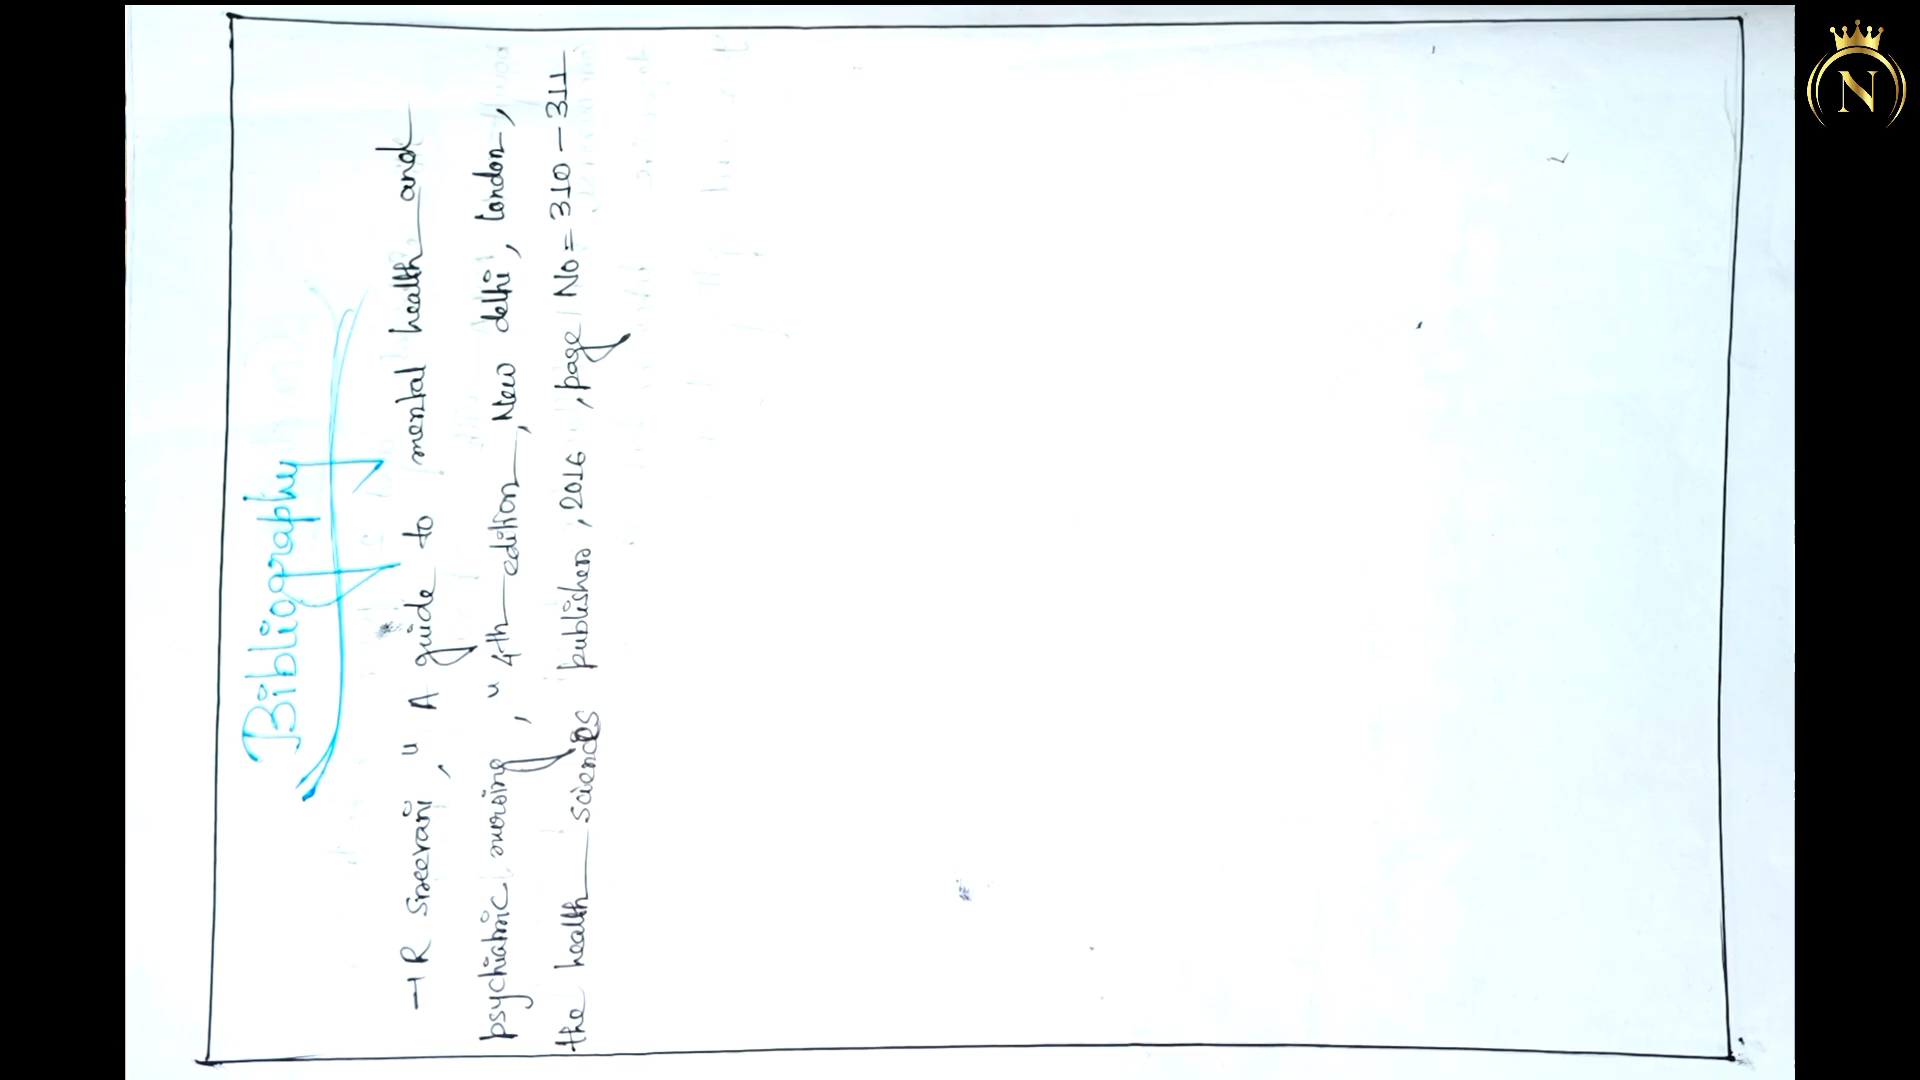 Bibliography
→ R Sreevani, " A guide to mental health and
psychiatric nursing, " 4th edition, New delhi, London,
the health sciences publishers, 2016, page No = 310 - 311
N